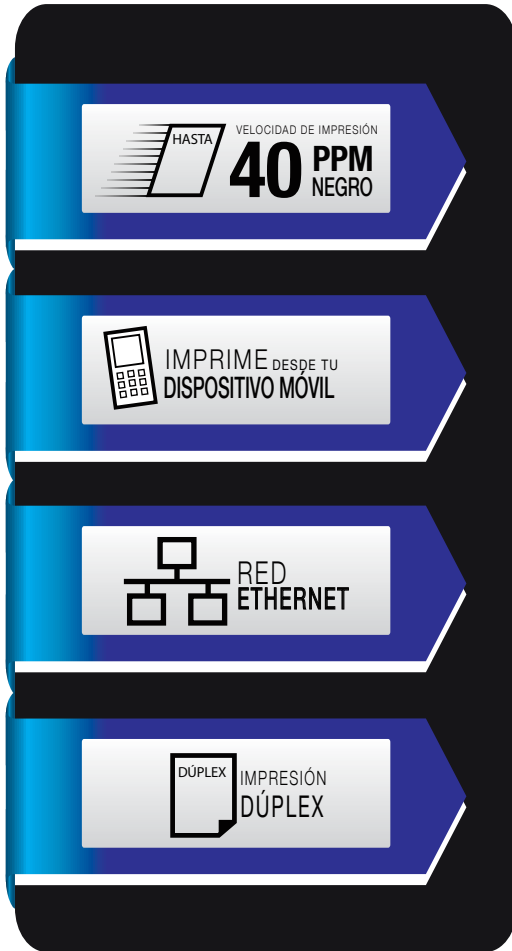 HASTA
VELOCIDAD DE IMPRESIÓN
40 PPM
NEGRO
IMPRIME DESDE TU
DISPOSITIVO MÓVIL
RED
ETHERNET
DÚPLEX
IMPRESIÓN
DÚPLEX